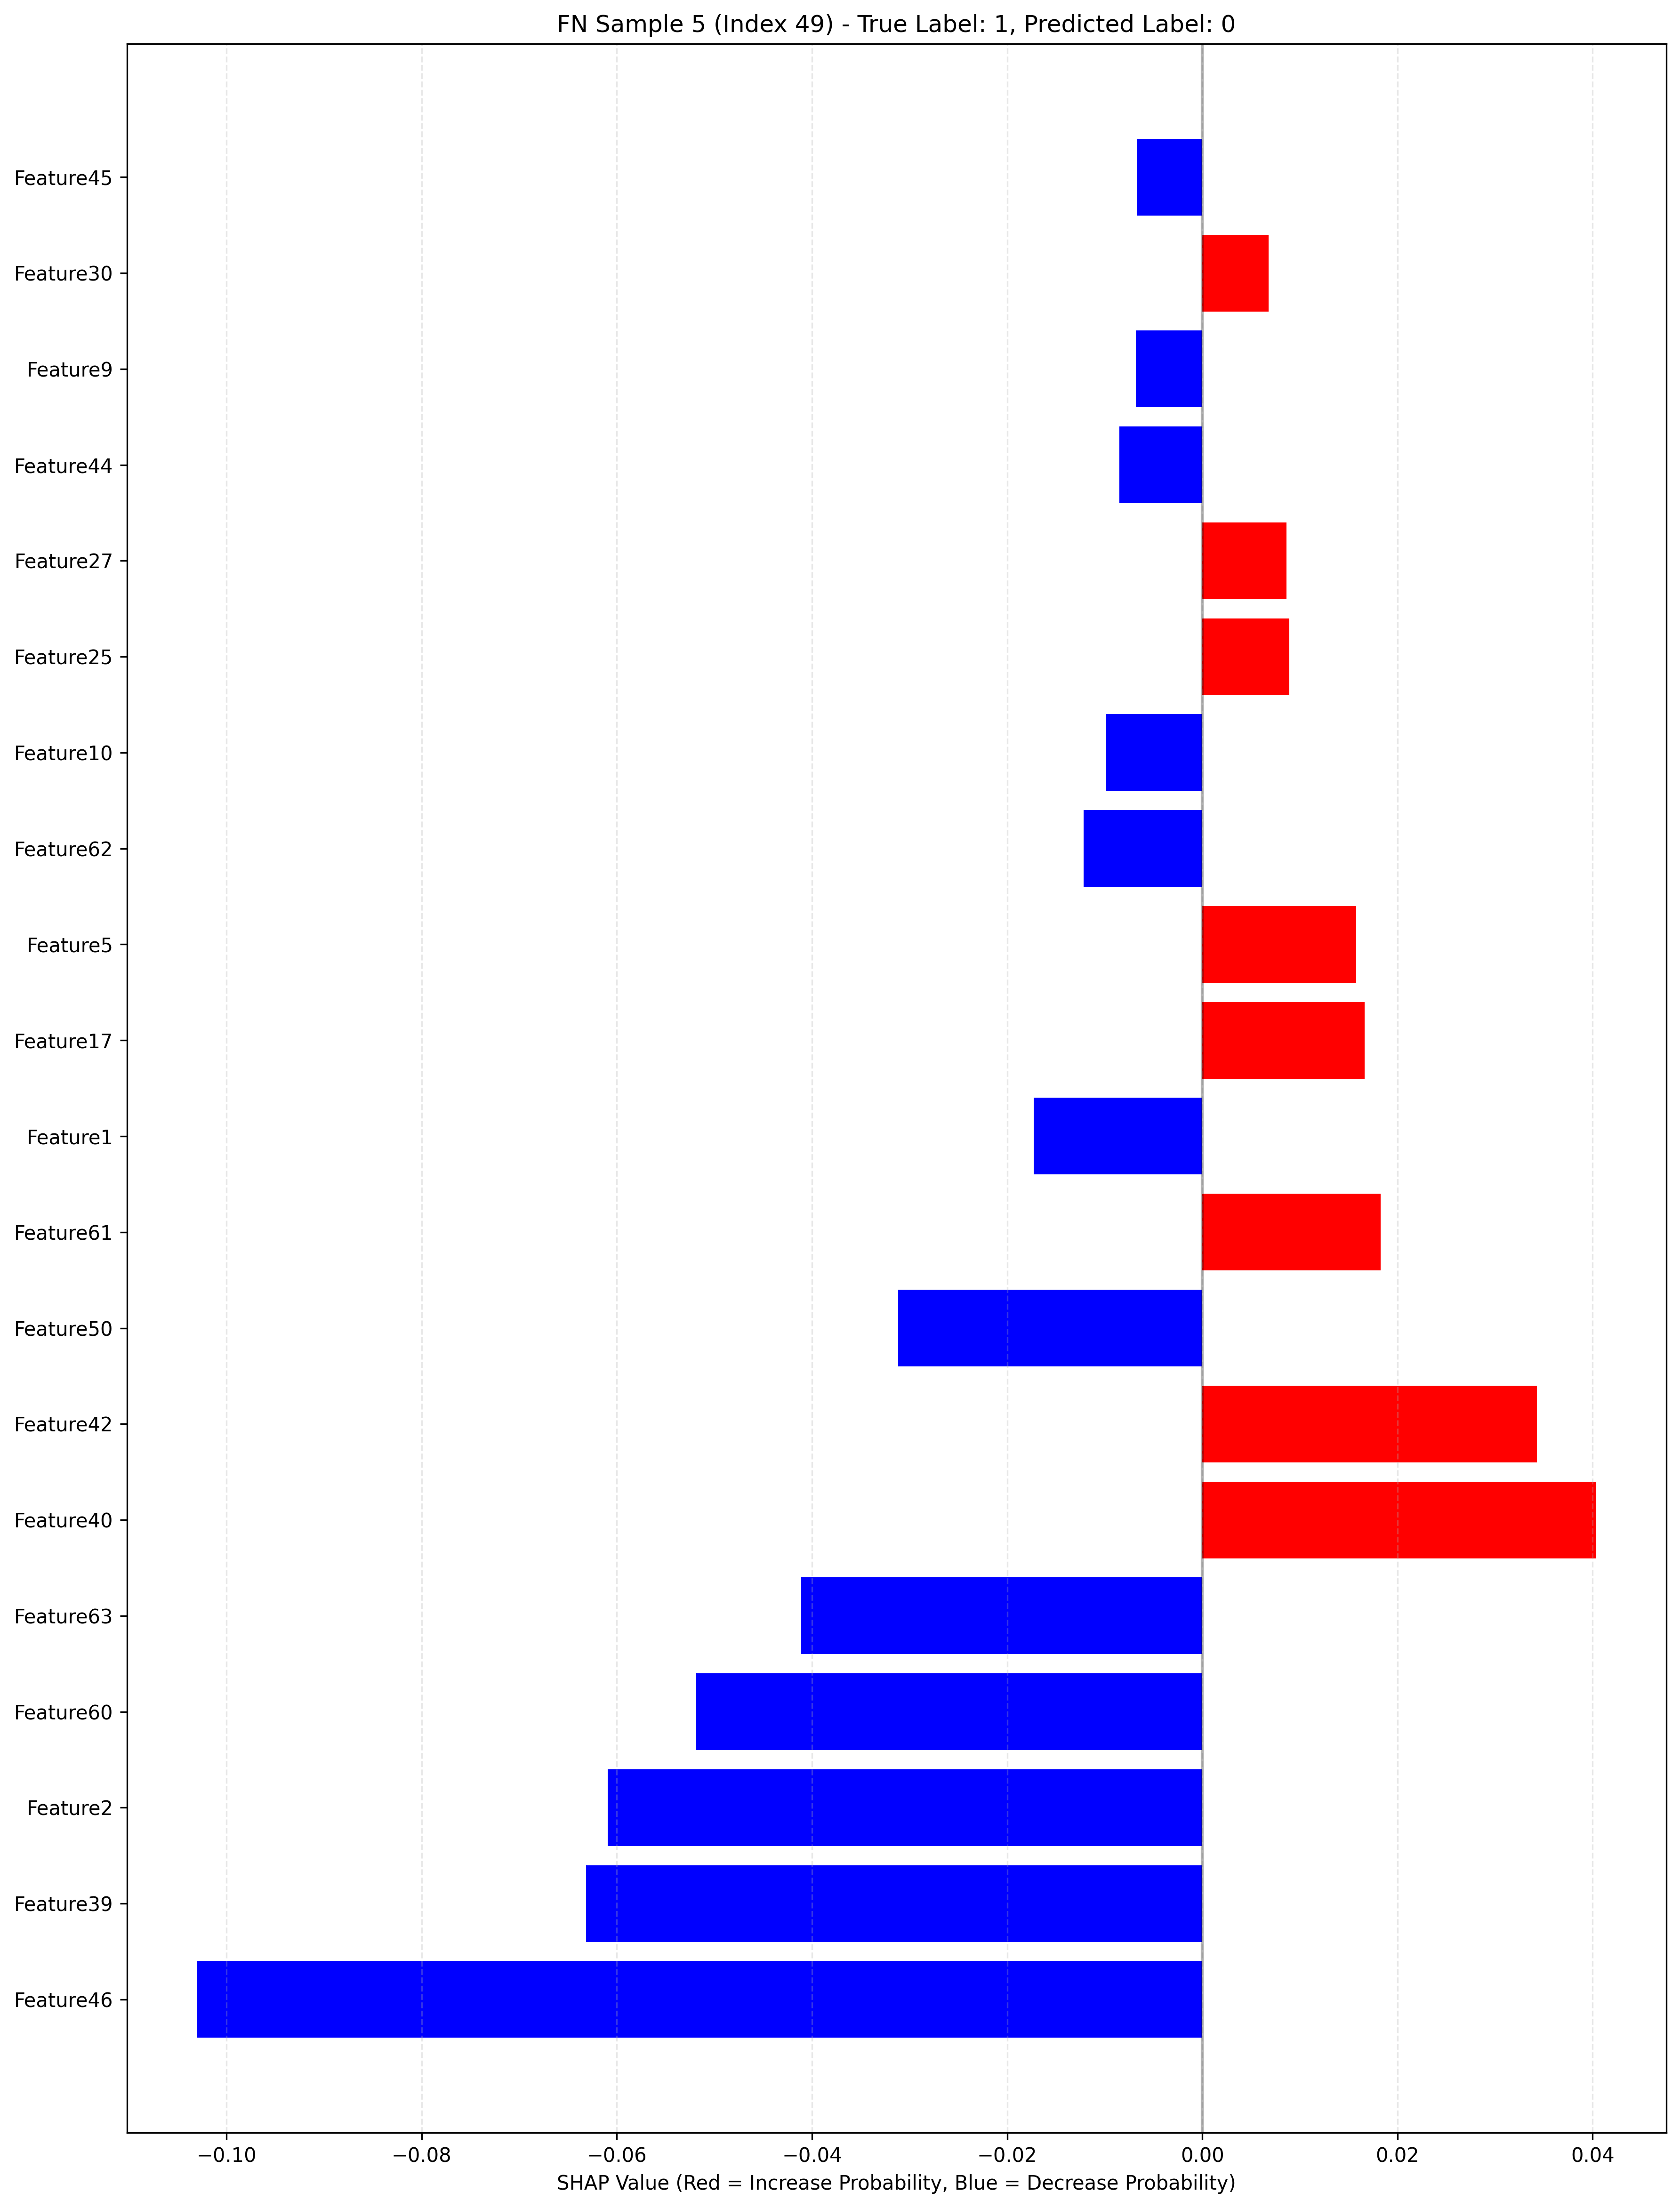 FN Sample 5 (Index 49) - True Label: 1, Predicted Label: 0
Feature45
Feature30
Feature9
Feature44
Feature27
Feature25
Feature10
Feature62
Feature5
Feature17
Feature1
Feature61
Feature50
Feature42
Feature40
Feature63
Feature60
Feature2
Feature39
Feature46
−0.10 −0.08 −0.06 −0.04 −0.02 0.00 0.02 0.04
SHAP Value (Red = Increase Probability, Blue = Decrease Probability)